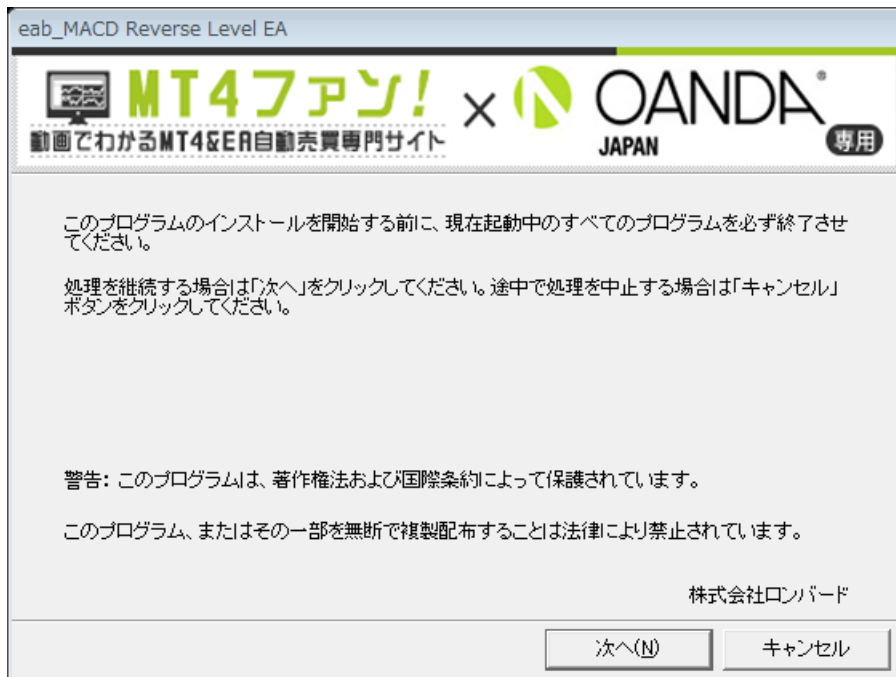 eab_MACD Reverse Level EA
MT4ファン!
動画でわかるMT4&EA自動売買専門サイト
×
OANDA®
JAPAN
専用
このプログラムのインストールを開始する前に、現在起動中のすべてのプログラムを必ず終了させ
てください。
処理を継続する場合は「次へ」をクリックしてください。途中で処理を中止する場合は「キャンセル」
ボタンをクリックしてください。
警告: このプログラムは、著作権法および国際条約によって保護されています。
このプログラム、またはその一部を無断で複製配布することは法律により禁止されています。
株式会社ロンバード
次へ(N)
キャンセル